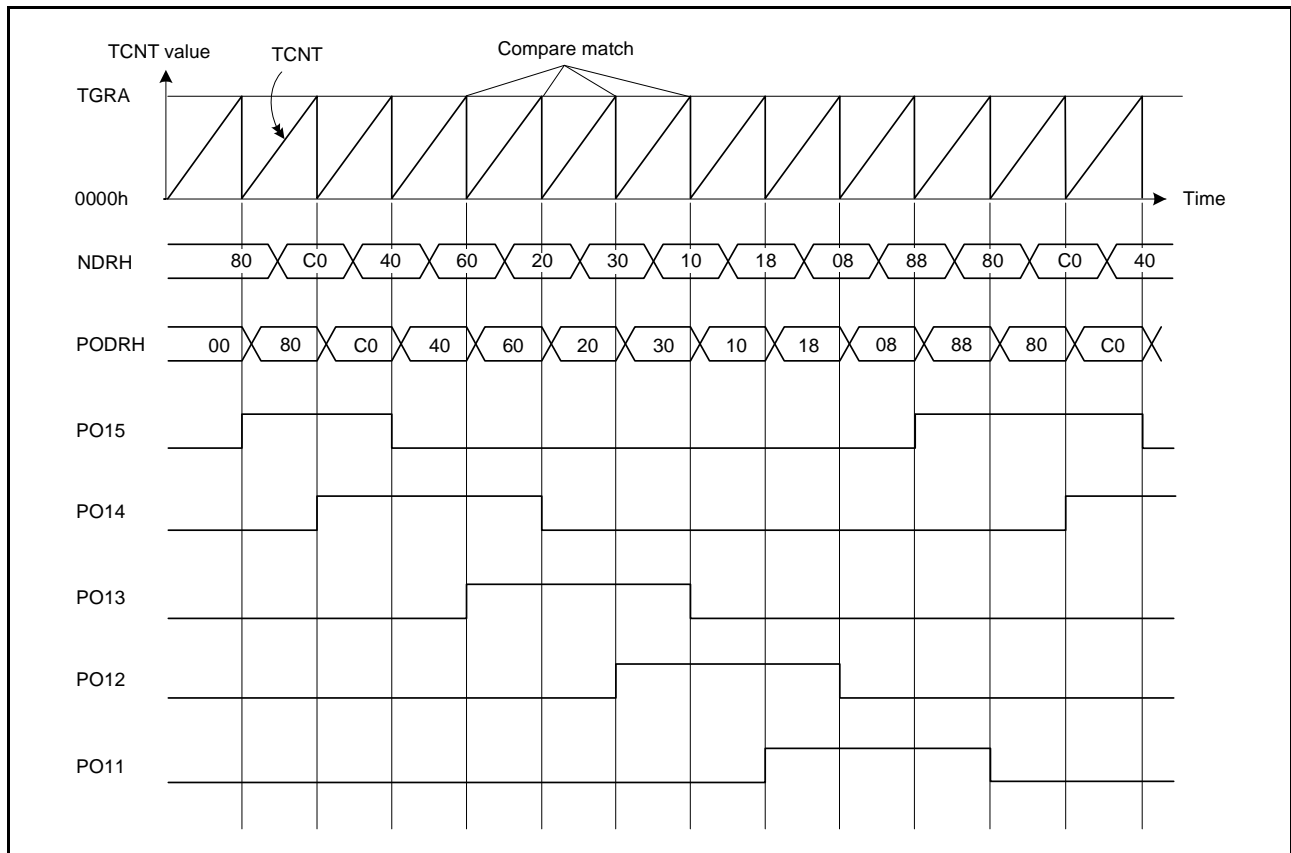 TCNT value TCNT Compare match
TGRA
0000h Time
NDRH 80 C0 40 60 20 30 10 18 08 88 80 C0 40
PODRH 00 80 C0 40 60 20 30 10 18 08 88 80 C0
PO15
PO14
PO13
PO12
PO11